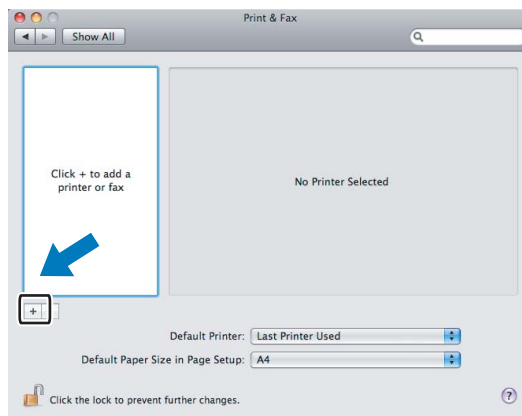 Print & Fax
Show All
Click + to add a
printer or fax
No Printer Selected
+
Default Printer: Last Printer Used
Default Paper Size in Page Setup: A4
Click the lock to prevent further changes.
?